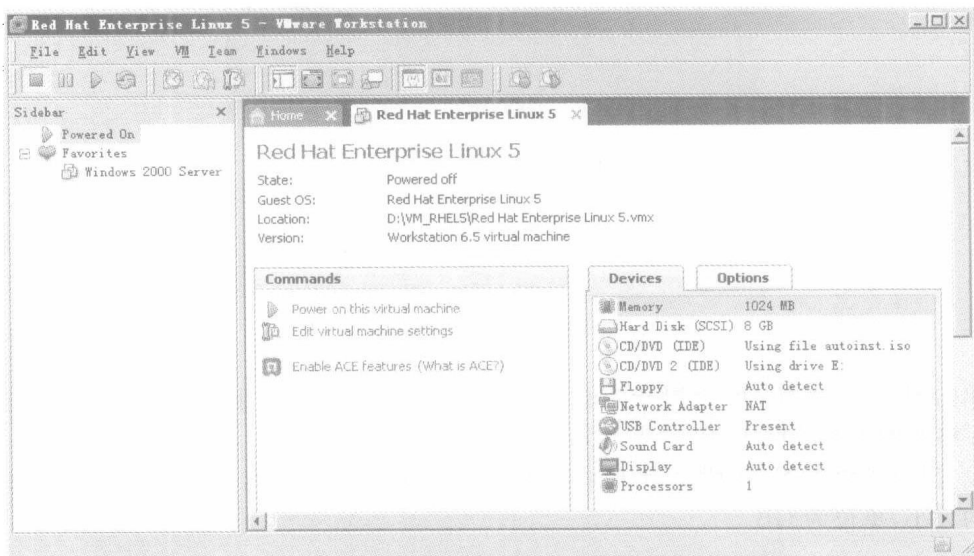 Red Hat Enterprise Linux 5 - VMware Workstation
File Edit View VM Team Windows Help
Sidebar
Powered On
Favorites
Windows 2000 Server
Home
Red Hat Enterprise Linux 5
Red Hat Enterprise Linux 5
State: Powered off
Guest OS: Red Hat Enterprise Linux 5
Location: D:\VM_RHEL5\Red Hat Enterprise Linux 5.vmx
Version: Workstation 6.5 virtual machine
Commands
Power on this virtual machine
Edit virtual machine settings
Enable ACE features (What is ACE?)
Devices Options
Memory 1024 MB
Hard Disk (SCSI) 8 GB
CD/DVD (IDE) Using file autoinst.iso
CD/DVD 2 (IDE) Using drive E:
Floppy Auto detect
Network Adapter NAT
USB Controller Present
Sound Card Auto detect
Display Auto detect
Processors 1